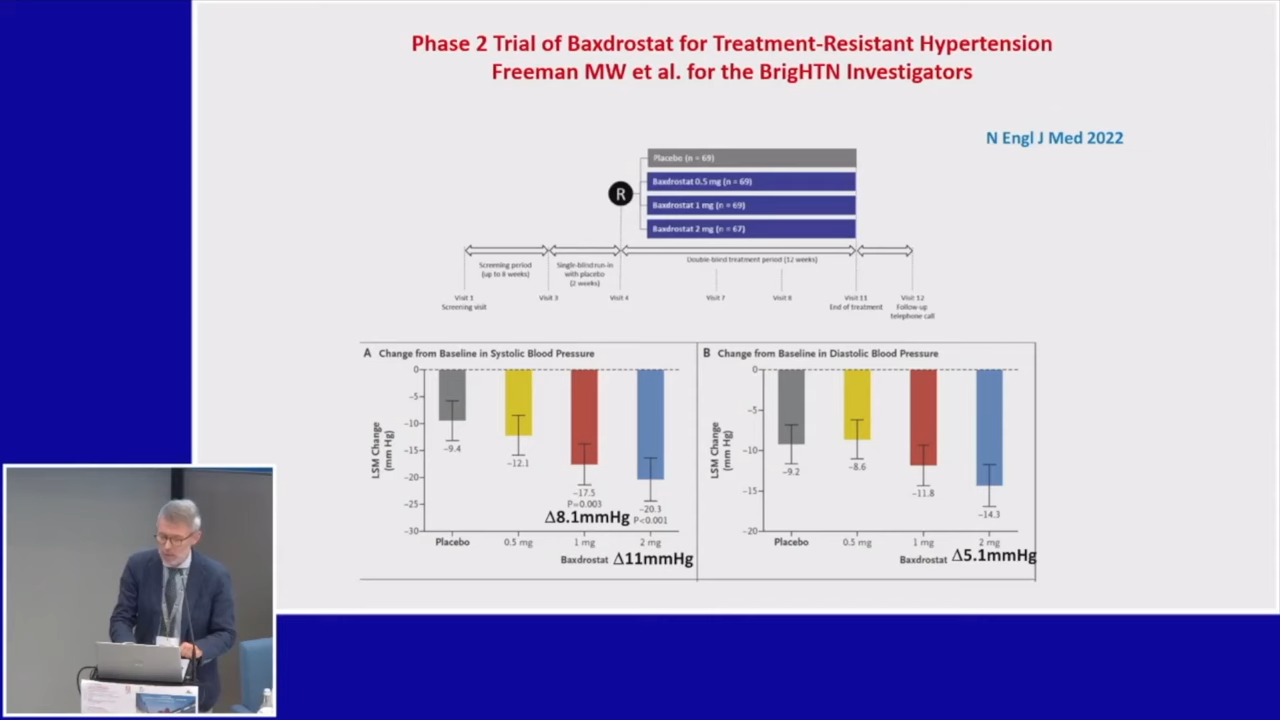 Phase 2 Trial of Baxdrostat for Treatment-Resistant Hypertension
Freeman MW et al. for the BrigHTN Investigators
N Engl J Med 2022
Placebo (n = 69)
Baxdrostat 0.5 mg (n = 69)
R
Baxdrostat 1 mg (n = 69)
Baxdrostat 2 mg (n = 67)
Screening period
(up to 8 weeks)
Single-blind run-in
with placebo
(2 weeks)
Double-blind treatment period (12 weeks)
Visit 1
Screening visit
Visit 3
Visit 4
Visit 7
Visit 8
Visit 11
End of treatment
Visit 12
Follow-up
telephone call
A Change from Baseline in Systolic Blood Pressure
LSM Change
(mm Hg)
0
-5
-10
-15
-20
-25
-30
-9.4
-12.1
-17.5
P=0.003
-20.3
P<0.001
Δ8.1mmHg
Placebo
0.5 mg
1 mg
2 mg
Baxdrostat
Δ11mmHg
B Change from Baseline in Diastolic Blood Pressure
LSM Change
(mm Hg)
0
-5
-10
-15
-20
-9.2
-8.6
-11.8
-14.3
Placebo
0.5 mg
1 mg
2 mg
Baxdrostat
Δ5.1mmHg